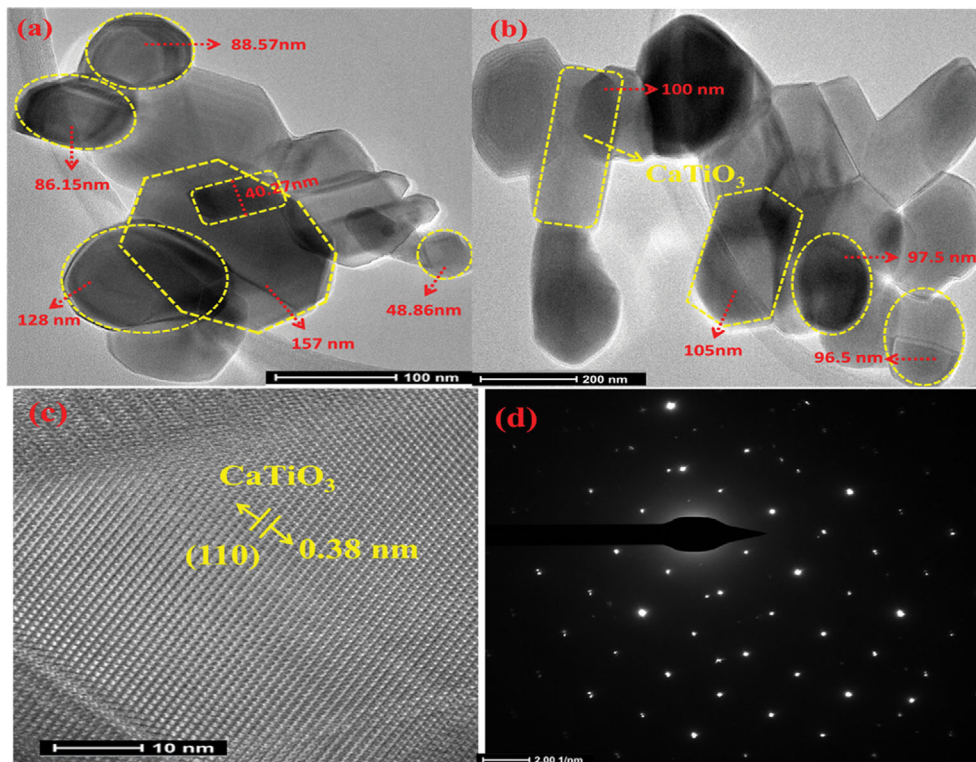 (a)
88.57nm
86.15nm
40.27nm
128 nm
157 nm
48.86nm
100 nm
(b)
100 nm
CaTiO3
97.5 nm
105nm
96.5 nm
200 nm
(c)
CaTiO3
(110)
0.38 nm
10 nm
(d)
2.00 1/nm